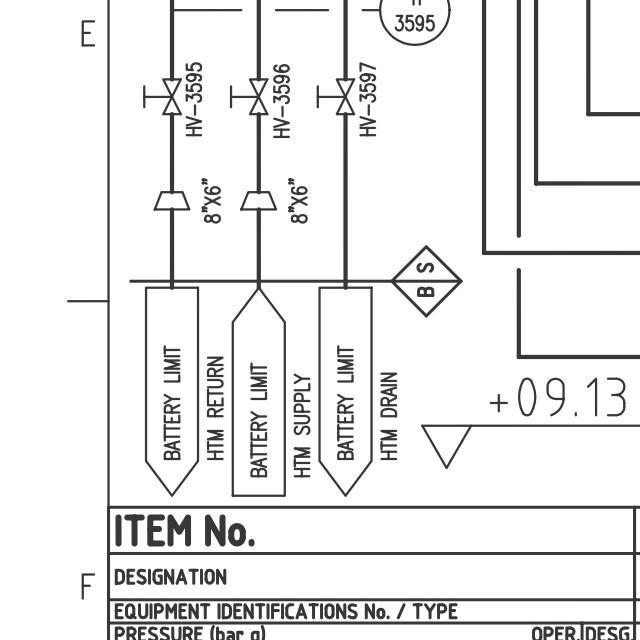 E
3595
HV-3595
HV-3596
HV-3597
8"X6"
8"X6"
S
B
BATTERY LIMIT
HTM RETURN
BATTERY LIMIT
HTM SUPPLY
BATTERY LIMIT
HTM DRAIN
+09.13
ITEM No.
DESIGNATION
F
EQUIPMENT IDENTIFICATIONS No. / TYPE
PRESSURE (bar g) OPER. DESG.